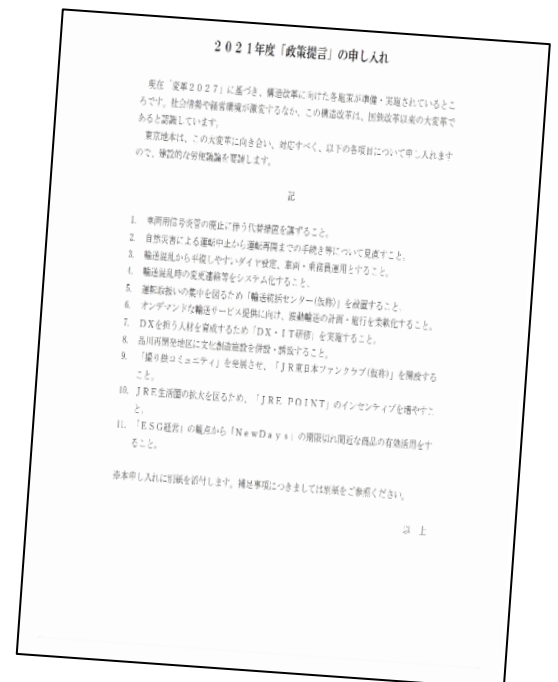 2021年度「政策提言」の申し入れ
現在「変革2027」に基づき、構造改革に向けた各施策が準備・実施されているとこ
ろです。社会情勢や経営環境が激変するなか、この構造改革は、国鉄改革以来の大変革で
あると認識しています。
東京地本は、この大変革に向き合い、対応すべく、以下の各項目について申し入れます
ので、建設的な労使議論を要請します。
記
1. 車両用信号炎管の廃止に伴う代替措置を講ずること。
2. 自然災害による運転中止から運転再開までの手続き等について見直すこと。
3. 輸送混乱から平復しやすいダイヤ設定、車両・乗務員運用とすること。
4. 輸送混乱時の変更連絡等をシステム化すること。
5. 運転取扱いの集中を図るため「輸送統括センター(仮称)」を設置すること。
6. オンデマンドな輸送サービス提供に向け、波動輸送の計画・施行を柔軟化すること。
7. DXを担う人材を育成するため「DX・IT研修」を実施すること。
8. 品川再開発地区に文化創造施設を併設・誘致すること。
9. 「撮り鉄コミュニティ」を発展させ、「JR東日本ファンクラブ(仮称)」を開設する
こと。
10. JRE生活圏の拡大を図るため、「JRE POINT」のインセンティブを増やすこ
と。
11. 「ESG経営」の観点から「NewDays」の期限切れ間近な商品の有効活用をす
ること。
※本申し入れに別紙を添付します。補足事項につきましては別紙をご参照ください。
以 上